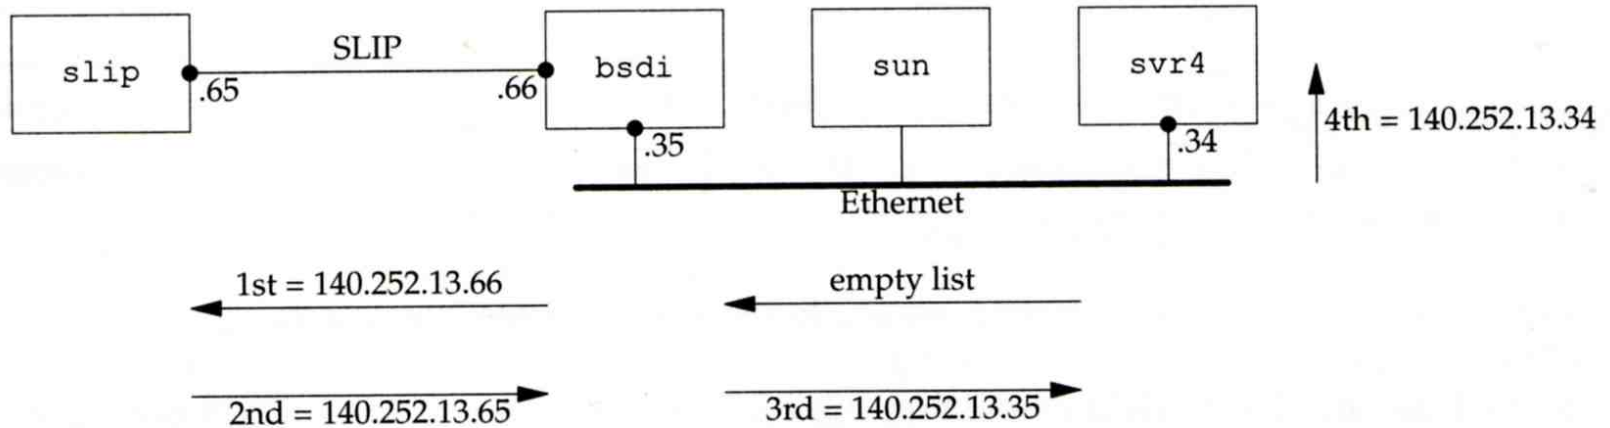 SLIP
slip
bsdi
sun
svr4
.65
.66
.35
.34
4th = 140.252.13.34
Ethernet
1st = 140.252.13.66
empty list
2nd = 140.252.13.65
3rd = 140.252.13.35